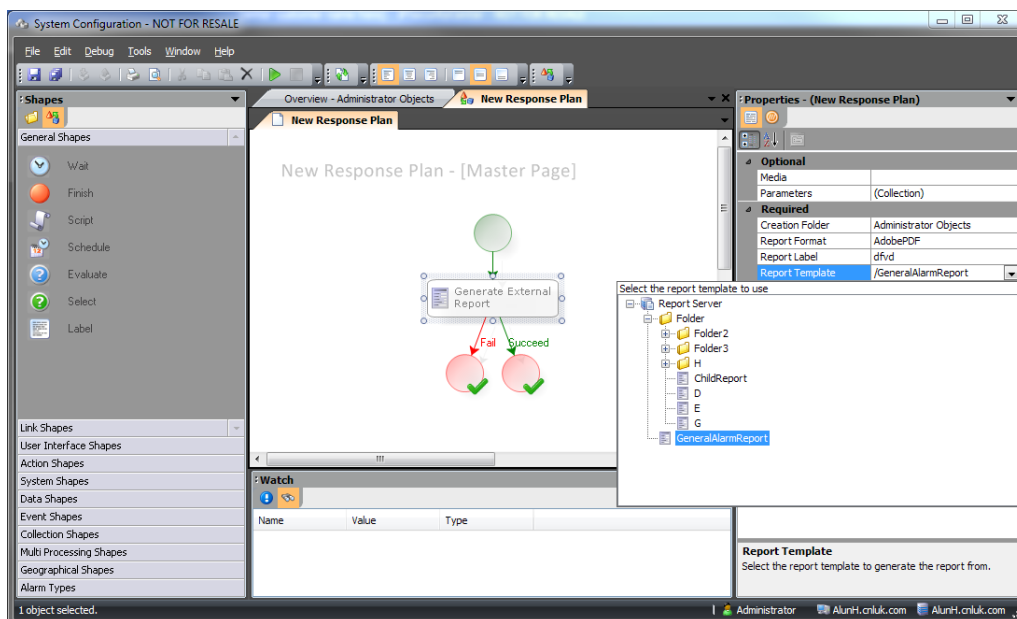 System Configuration - NOT FOR RESALE
File Edit Debug Tools Window Help
Shapes
General Shapes
Wait
Finish
Script
Schedule
Evaluate
Select
Label
Link Shapes
User Interface Shapes
Action Shapes
System Shapes
Data Shapes
Event Shapes
Collection Shapes
Multi Processing Shapes
Geographical Shapes
Alarm Types
Overview - Administrator Objects
New Response Plan
New Response Plan
New Response Plan - [Master Page]
Generate External
Report
Fail
Succeed
Watch
Name Value Type
Properties - (New Response Plan)
Optional
Media
Parameters (Collection)
Required
Creation Folder Administrator Objects
Report Format AdobePDF
Report Label dfvd
Report Template /GeneralAlarmReport
Select the report template to use
Report Server
Folder
Folder2
Folder3
H
ChildReport
D
E
G
GeneralAlarmReport
Report Template
Select the report template to generate the report from.
1 object selected.
Administrator AlunH.cnluk.com AlunH.cnluk.com